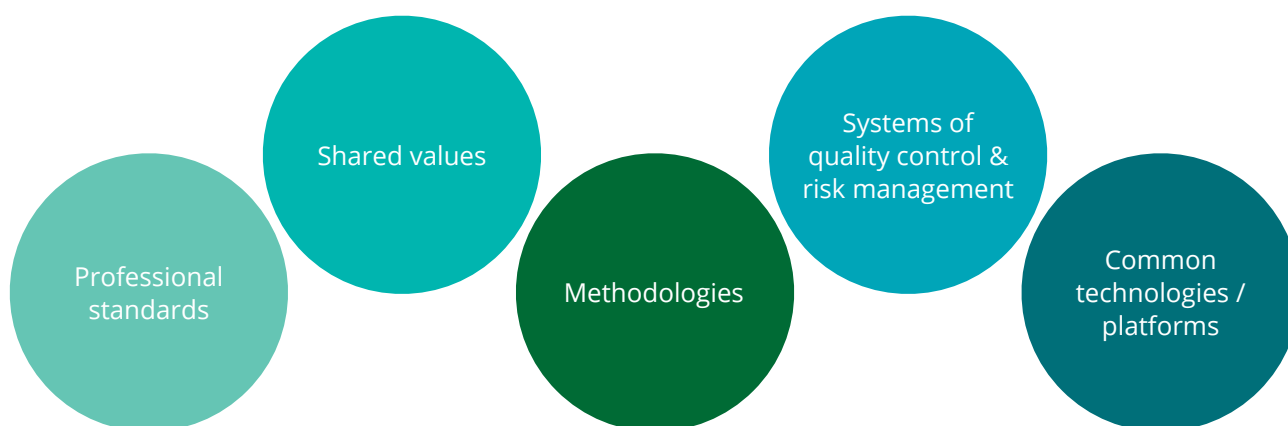 Professional
standards
Shared values
Methodologies
Systems of
quality control &
risk management
Common
technologies /
platforms